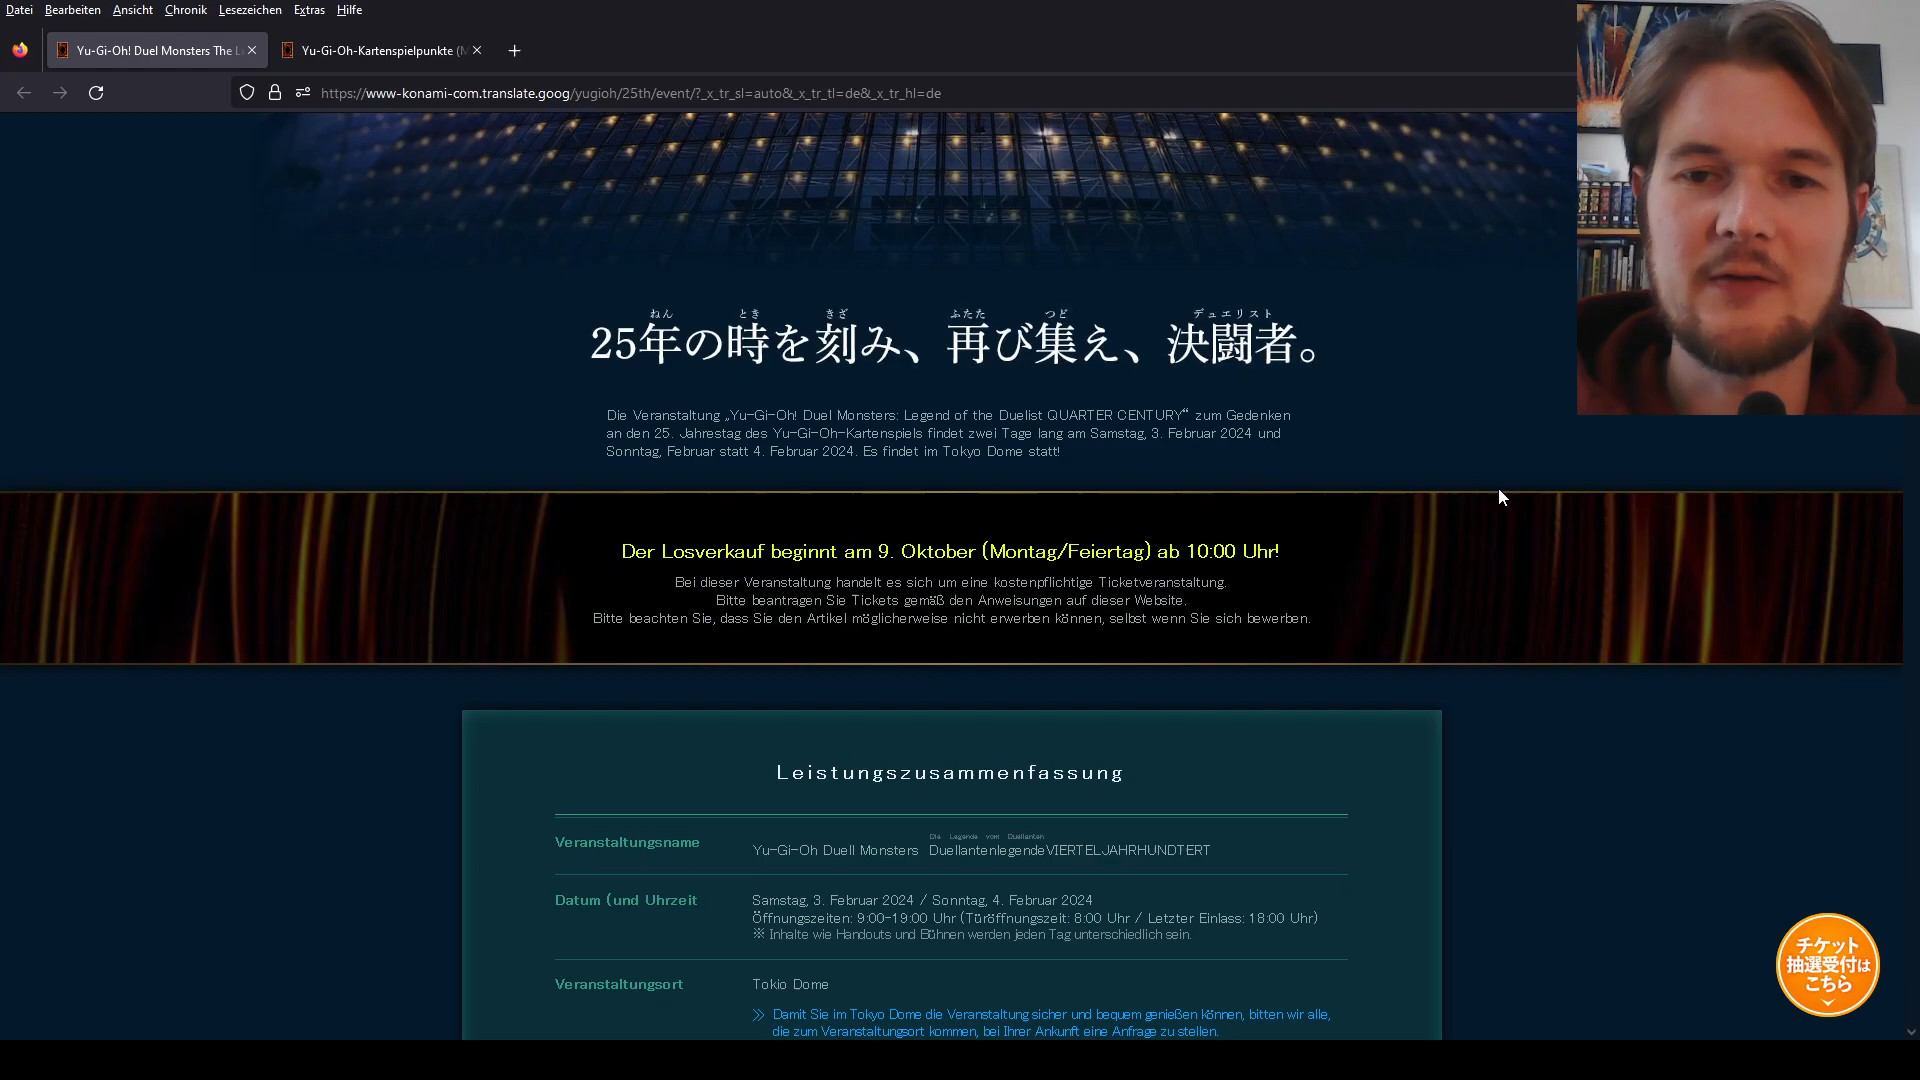 Datei Bearbeiten Ansicht Chronik Lesezeichen Extras Hilfe
Yu-Gi-Oh! Duel Monsters The L
Yu-Gi-Oh-Kartenspielpunkte (M
https://www-konami-com.translate.goog/yugioh/25th/event/?_x_tr_sl=auto&_x_tr_tl=de&_x_tr_hl=de
ねん とき きざ ふたた つど デュエリスト
25年の時を刻み、再び集え、決闘者。
Die Veranstaltung „Yu-Gi-Oh! Duel Monsters: Legend of the Duelist QUARTER CENTURY“ zum Gedenken
an den 25. Jahrestag des Yu-Gi-Oh-Kartenspiels findet zwei Tage lang am Samstag, 3. Februar 2024 und
Sonntag, Februar statt 4. Februar 2024. Es findet im Tokyo Dome statt!
Der Losverkauf beginnt am 9. Oktober (Montag/Feiertag) ab 10:00 Uhr!
Bei dieser Veranstaltung handelt es sich um eine kostenpflichtige Ticketveranstaltung.
Bitte beantragen Sie Tickets gemäß den Anweisungen auf dieser Website.
Bitte beachten Sie, dass Sie den Artikel möglicherweise nicht erwerben können, selbst wenn Sie sich bewerben.
Leistungszusammenfassung
Die Legende vom Duellanten
Veranstaltungsname Yu-Gi-Oh Duell Monsters DuellantenlegendeVIERTELJAHRHUNDTERT
Datum (und Uhrzeit Samstag, 3. Februar 2024 / Sonntag, 4. Februar 2024
Öffnungszeiten: 9:00-19:00 Uhr (Türöffnungszeit: 8:00 Uhr / Letzter Einlass: 18:00 Uhr)
※ Inhalte wie Handouts und Bühnen werden jeden Tag unterschiedlich sein.
Veranstaltungsort Tokio Dome
Damit Sie im Tokyo Dome die Veranstaltung sicher und bequem genießen können, bitten wir alle,
die zum Veranstaltungsort kommen, bei Ihrer Ankunft eine Anfrage zu stellen.
チケット
抽選受付は
こちら